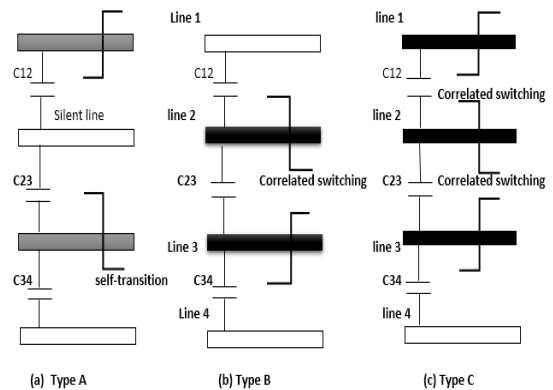 C12
Silent line
C23
C34
self-transition
(a) Type A
Line 1
C12
line 2
C23
Correlated switching
Line 3
C34
Line 4
(b) Type B
line 1
C12
Correlated switching
line 2
C23
Correlated switching
line 3
C34
line 4
(c) Type C